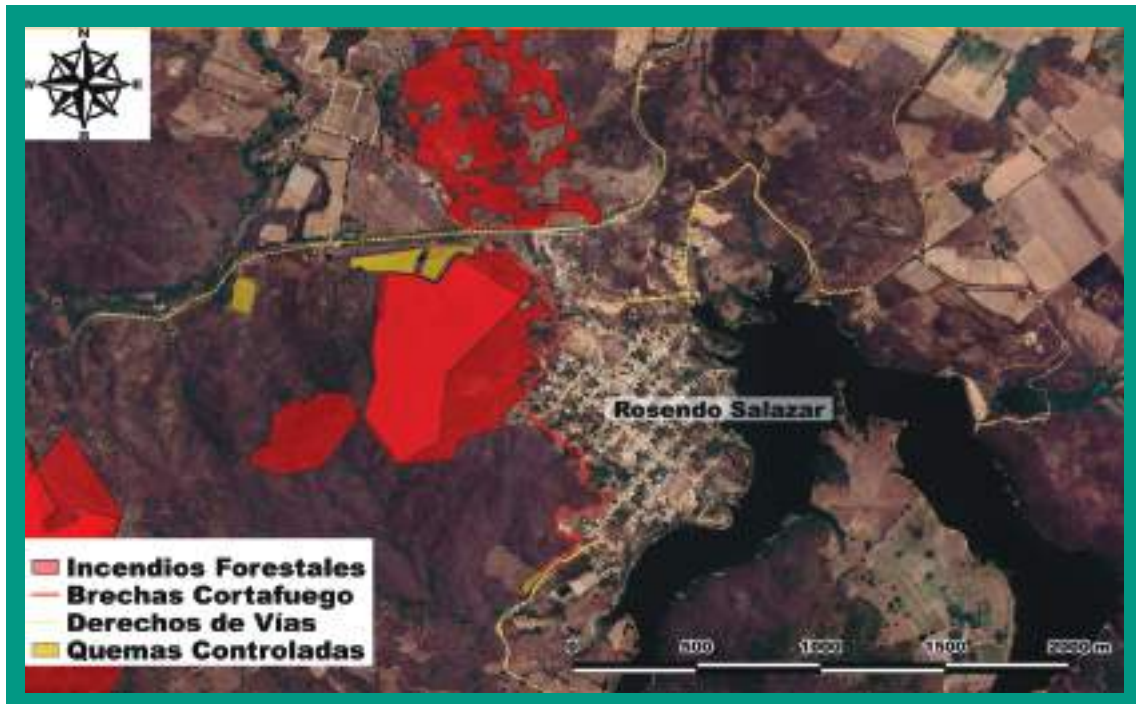 N
W
E
S
Rosendo Salazar
Incendios Forestales
Brechas Cortafuego
Derechos de Vías
Quemas Controladas
0 500 1000 1500 2000 m